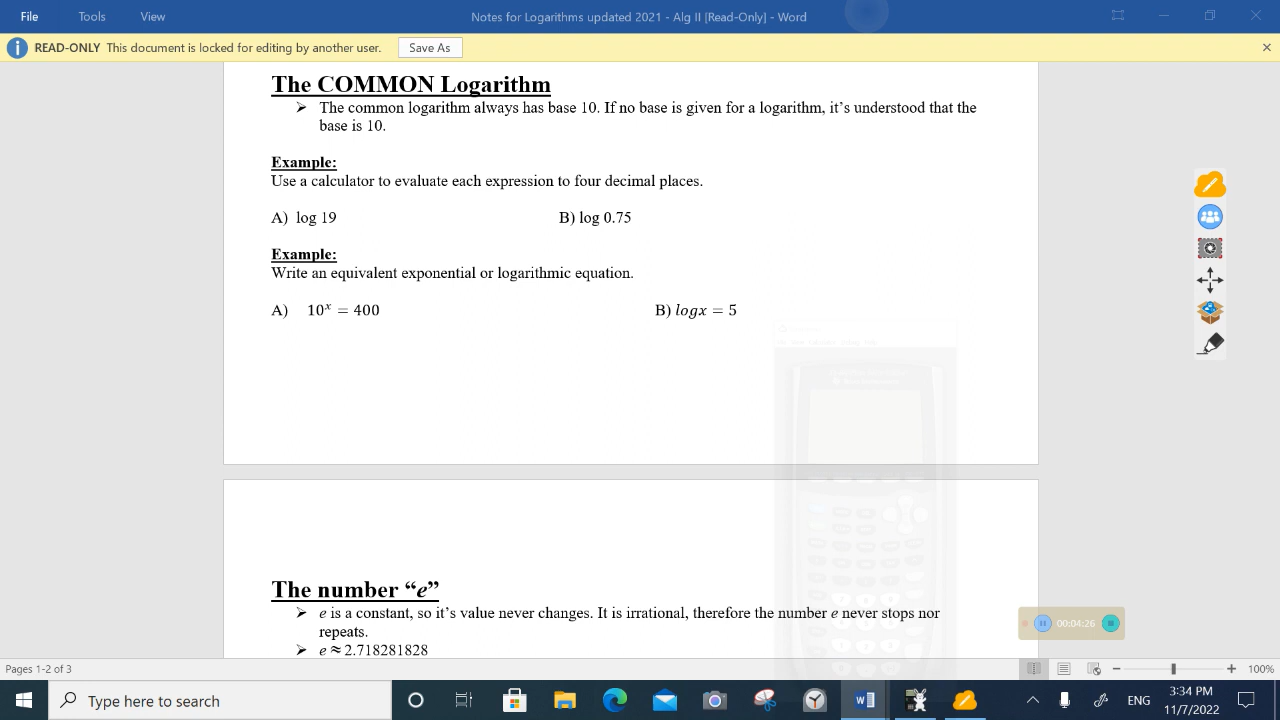 File Tools View Notes for Logarithms updated 2021 - Alg II [Read-Only] - Word
READ-ONLY This document is locked for editing by another user. Save As
The COMMON Logarithm
➢ The common logarithm always has base 10. If no base is given for a logarithm, it’s understood that the
base is 10.
Example:
Use a calculator to evaluate each expression to four decimal places.
A) log 19 B) log 0.75
Example:
Write an equivalent exponential or logarithmic equation.
A) 10ˣ = 400 B) logx = 5
The number “e”
➢ e is a constant, so it’s value never changes. It is irrational, therefore the number e never stops nor
repeats.
➢ e ≈ 2.718281828
00:04:26
Pages 1-2 of 3 100%
Type here to search ENG 3:34 PM
11/7/2022